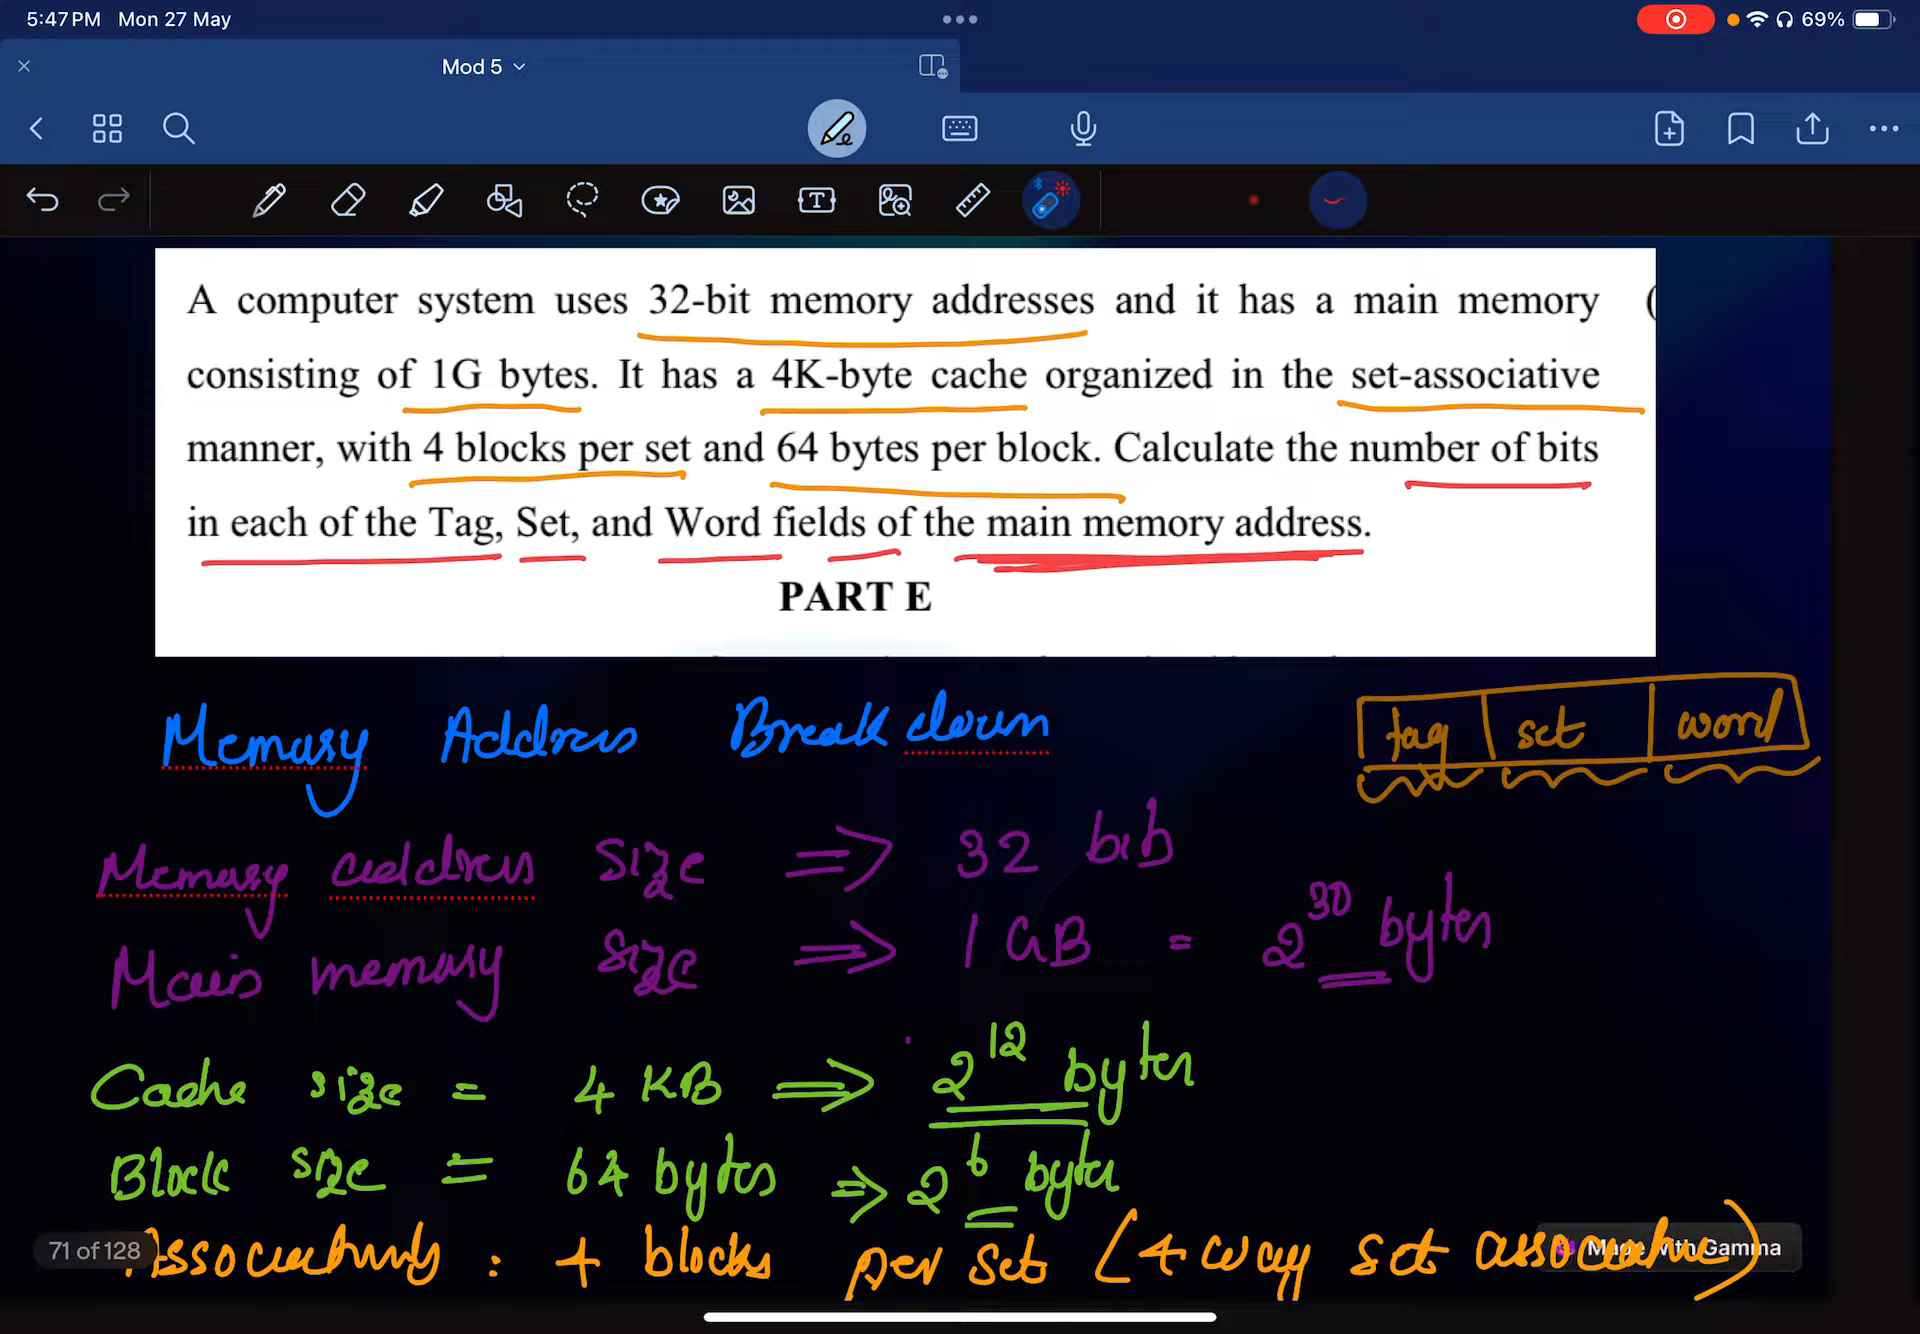 5:47 PM Mon 27 May
69%
Mod 5
A computer system uses 32-bit memory addresses and it has a main memory (
consisting of 1G bytes. It has a 4K-byte cache organized in the set-associative
manner, with 4 blocks per set and 64 bytes per block. Calculate the number of bits
in each of the Tag, Set, and Word fields of the main memory address.
PART E
Memory Address Break down
tag set word
Memory address size ⇒ 32 bits
Main memory size ⇒ 1 GB = 2^30 bytes
Cache size = 4 KB ⇒ 2^12 bytes
Block size = 64 bytes ⇒ 2^6 bytes
: 4 blocks per set (4 way set associative)
71 of 128
Made with Gamma